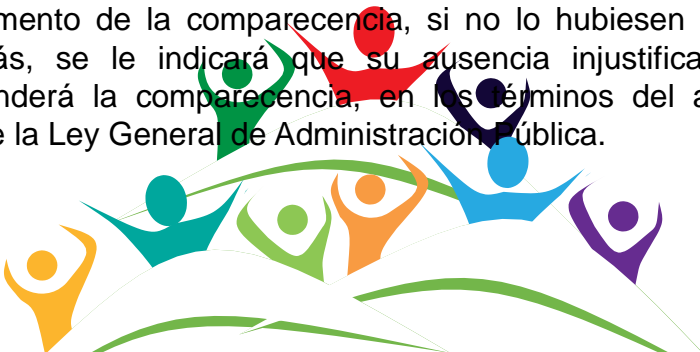 mento de la comparecencia, si no lo hubiesen
ás, se le indicará que su ausencia injustifica
nderá la comparecencia, en los términos del a
e la Ley General de Administración Pública.